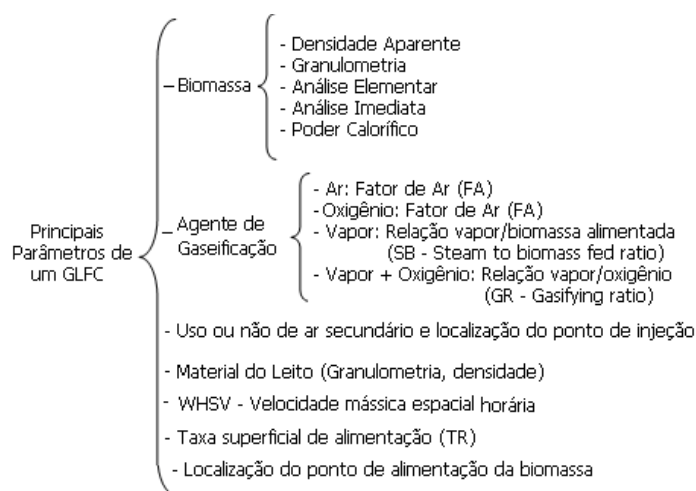 - Densidade Aparente
- Granulometria
– Biomassa
- Análise Elementar
- Análise Imediata
- Poder Calorífico
- Ar: Fator de Ar (FA)
-Oxigênio: Fator de Ar (FA)
– Agente de
Gaseificação
- Vapor: Relação vapor/biomassa alimentada
(SB - Steam to biomass fed ratio)
- Vapor + Oxigênio: Relação vapor/oxigênio
(GR - Gasifying ratio)
Principais
Parâmetros de
um GLFC
- Uso ou não de ar secundário e localização do ponto de injeção
- Material do Leito (Granulometria, densidade)
- WHSV - Velocidade mássica espacial horária
- Taxa superficial de alimentação (TR)
- Localização do ponto de alimentação da biomassa